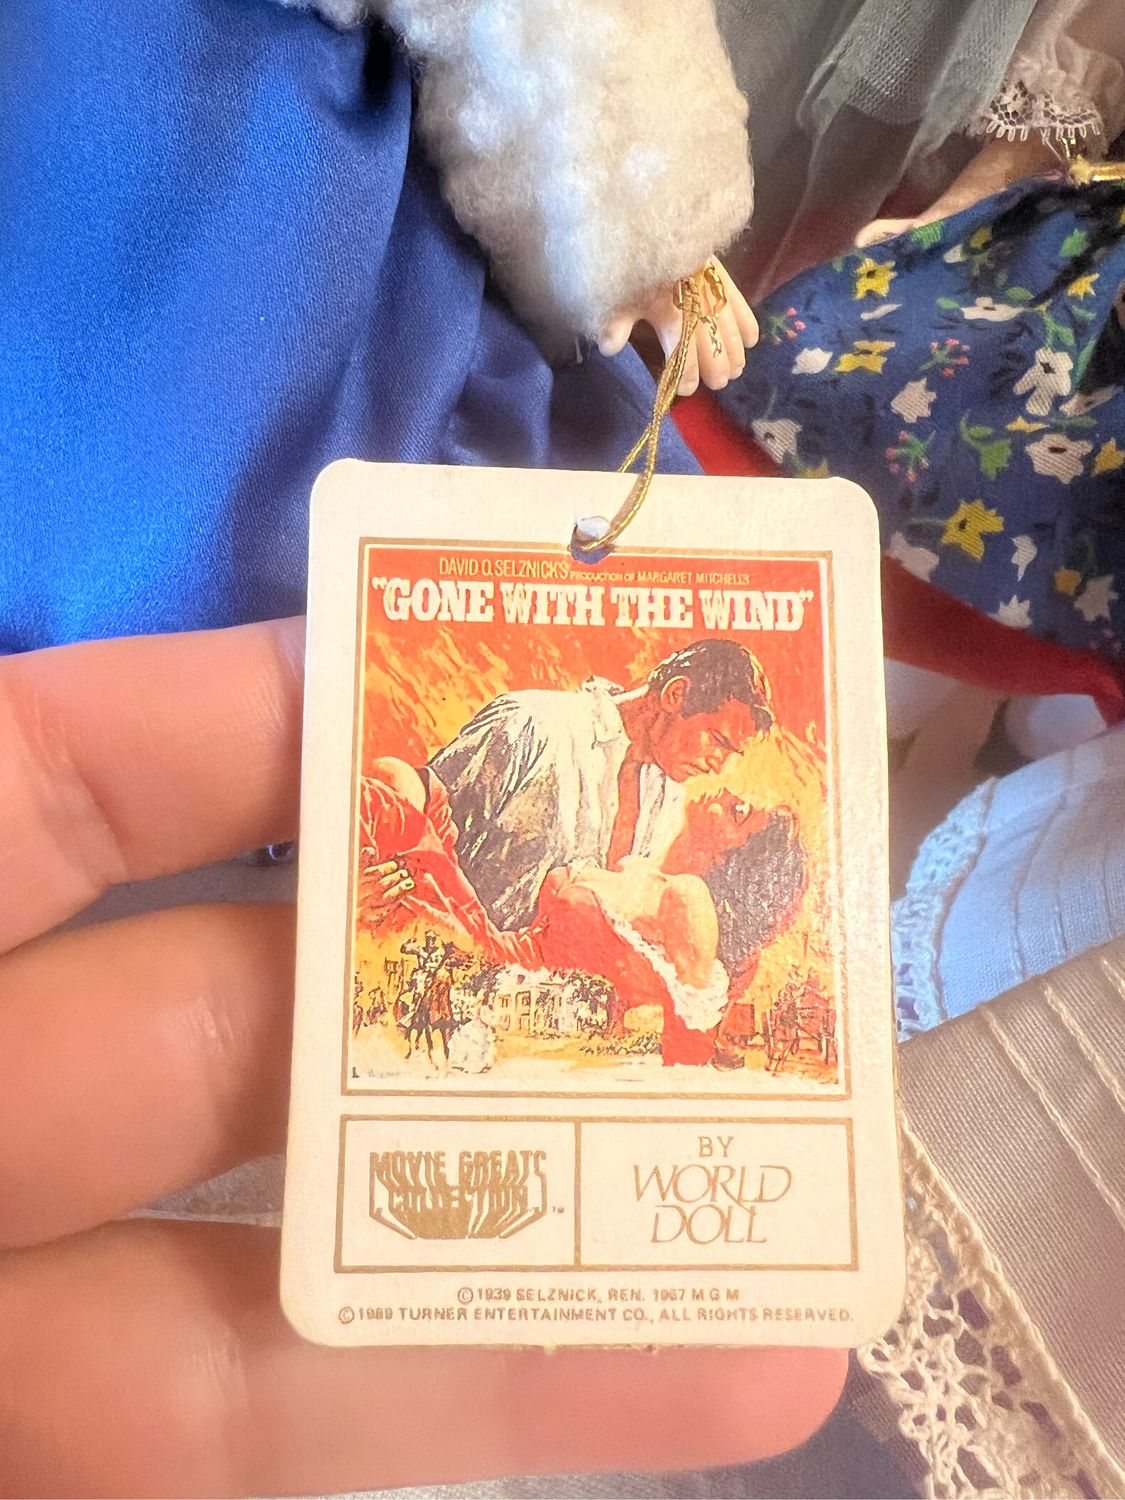 DAVID O. SELZNICK'S PRODUCTION OF MARGARET MITCHELL'S
"GONE WITH THE WIND"
MOVIE GREATS
COLLECTION ™
BY
WORLD
DOLL
© 1939 SELZNICK, REN. 1967 M G M
© 1989 TURNER ENTERTAINMENT CO., ALL RIGHTS RESERVED.